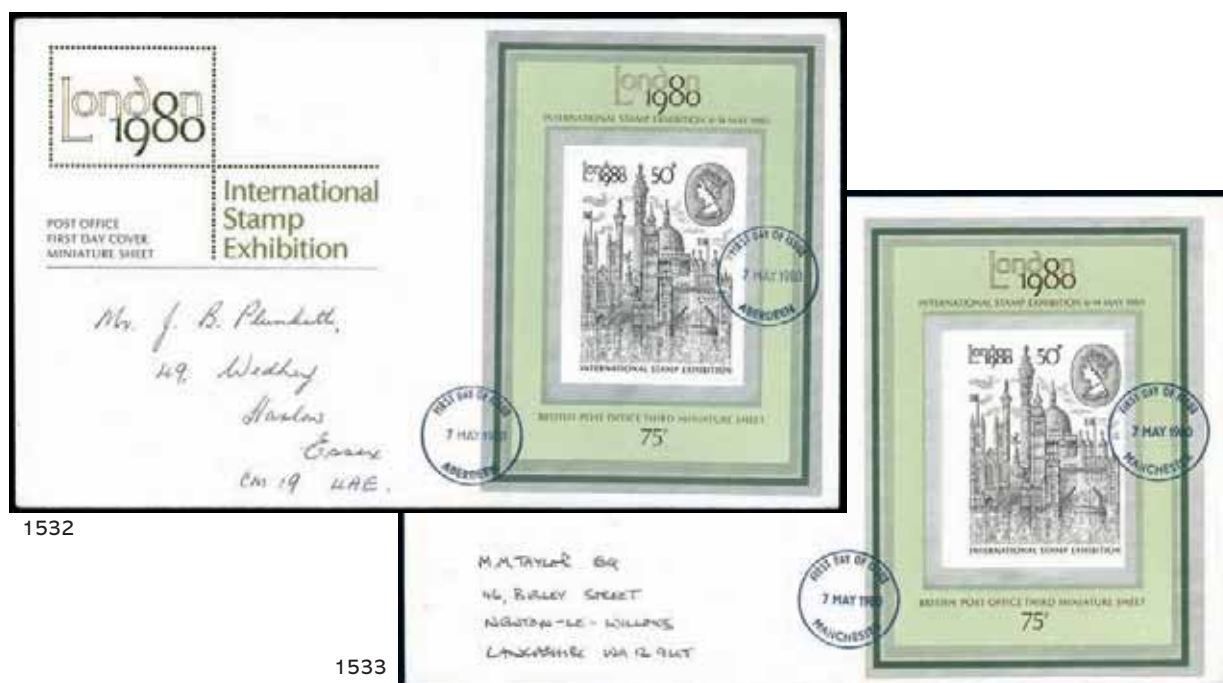 London
1980
International
Stamp
Exhibition
POST OFFICE
FIRST DAY COVER
MINIATURE SHEET
Mr. J. B. Plunkett,
49, Wedhey
Harlow
Essex
CM 19 4AE.
London
1980
INTERNATIONAL STAMP EXHIBITION 6-14 MAY 1980
London
1980 50p
INTERNATIONAL STAMP EXHIBITION
BRITISH POST OFFICE THIRD MINIATURE SHEET
75p
FIRST DAY OF ISSUE
7 MAY 1980
ABERDEEN
FIRST DAY OF ISSUE
7 MAY 1980
ABERDEEN
1532
M.M. TAYLOR ESQ
46, BIRLEY STREET
NEWTON-LE-WILLOWS
LANCASHIRE WA12 9UT
London
1980
INTERNATIONAL STAMP EXHIBITION 6-14 MAY 1980
London
1980 50p
INTERNATIONAL STAMP EXHIBITION
BRITISH POST OFFICE THIRD MINIATURE SHEET
75p
FIRST DAY OF ISSUE
7 MAY 1980
MANCHESTER
FIRST DAY OF ISSUE
7 MAY 1980
MANCHESTER
1533